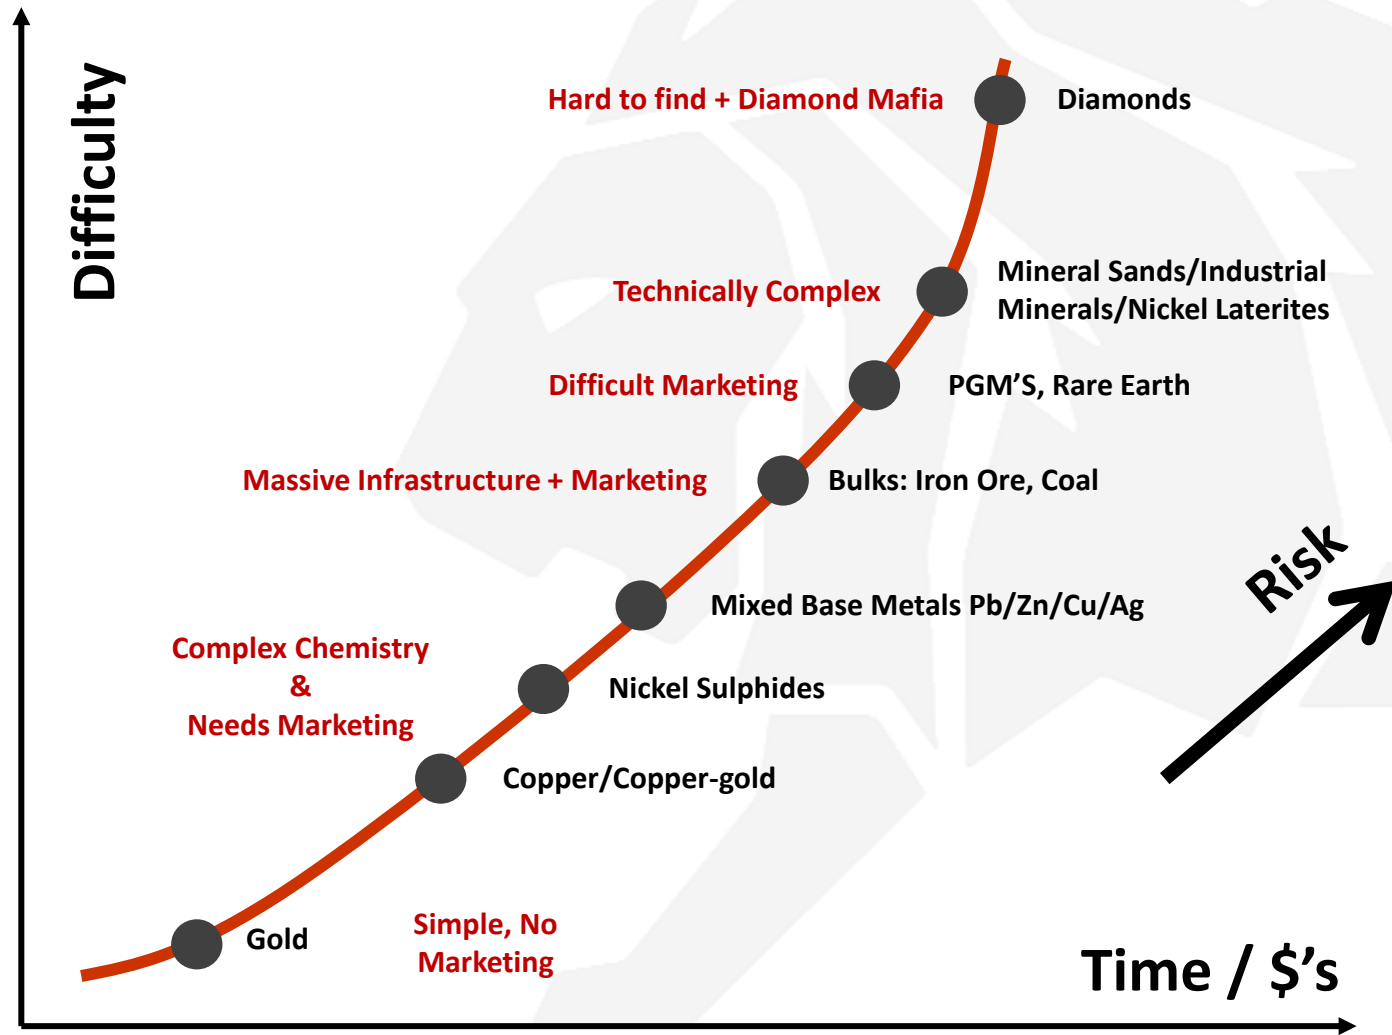 Difficulty
Hard to find + Diamond Mafia
Diamonds
Technically Complex
Mineral Sands/Industrial
Minerals/Nickel Laterites
Difficult Marketing
PGM’S, Rare Earth
Massive Infrastructure + Marketing
Bulks: Iron Ore, Coal
Risk
Mixed Base Metals Pb/Zn/Cu/Ag
Complex Chemistry
&
Needs Marketing
Nickel Sulphides
Copper/Copper-gold
Gold
Simple, No
Marketing
Time / $’s